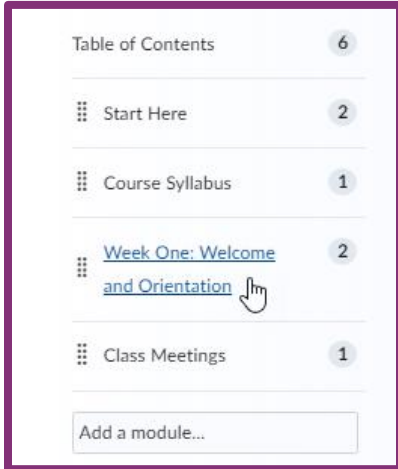 Table of Contents 6
Start Here 2
Course Syllabus 1
Week One: Welcome 2
and Orientation
Class Meetings 1
Add a module...